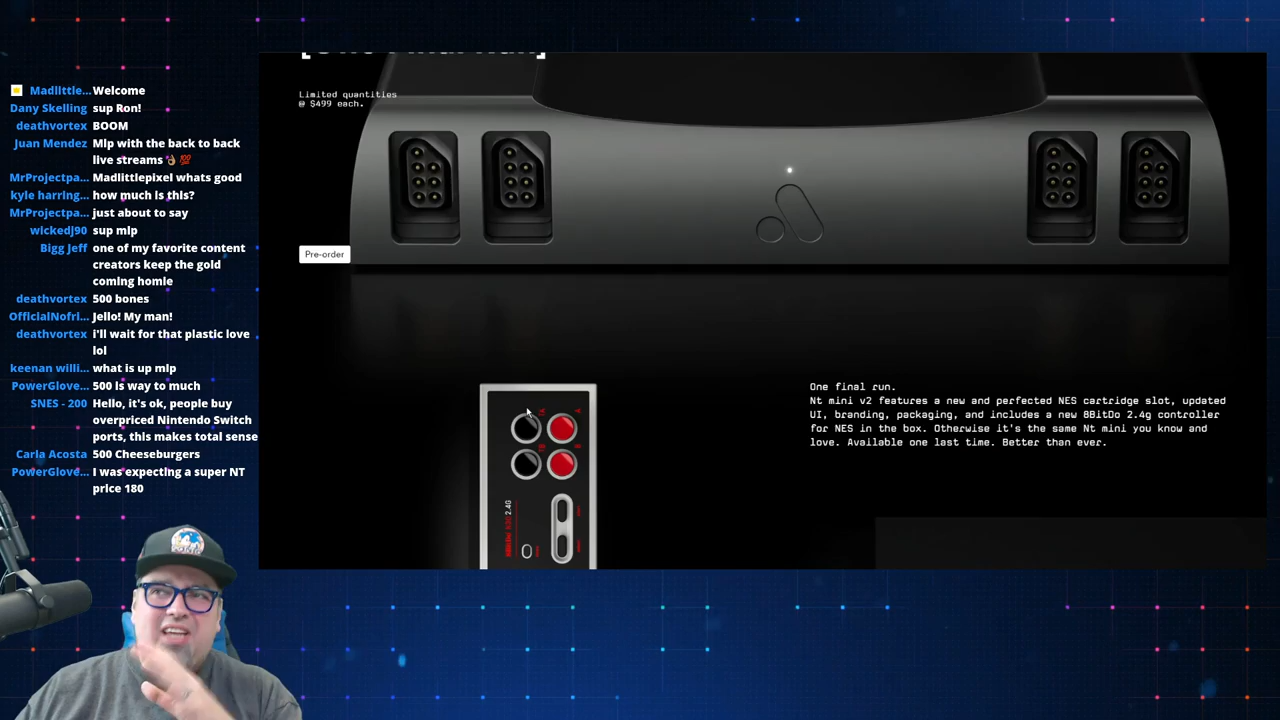 Madlittle... Welcome
Dany Skelling sup Ron!
deathvortex BOOM
Juan Mendez Mlp with the back to back
live streams👌🏽💯
MrProjectpa... Madlittlepixel whats good
kyle harring... how much is this?
MrProjectpa... just about to say
wickedj90 sup mlp
Bigg Jeff one of my favorite content
creators keep the gold
coming homie
deathvortex 500 bones
OfficialNofri... Jello! My man!
deathvortex i'll wait for that plastic love
lol
keenan willi... what is up mlp
PowerGlove... 500 is way to much
SNES - 200 Hello, it's ok, people buy
overpriced Nintendo Switch
ports, this makes total sense
Carla Acosta 500 Cheeseburgers
PowerGlove... I was expecting a super NT
price 180
[One Final Run]
Limited quantities
@ $499 each.
Pre-order
One final run.
Nt mini v2 features a new and perfected NES cartridge slot, updated
UI, branding, packaging, and includes a new 8BitDo 2.4g controller
for NES in the box. Otherwise it's the same Nt mini you know and
love. Available one last time. Better than ever.
8BitDo N30 2.4G
A
B